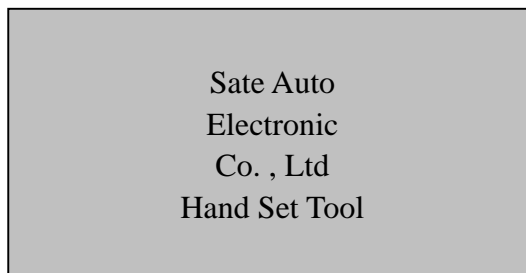 Sate Auto
Electronic
Co. , Ltd
Hand Set Tool